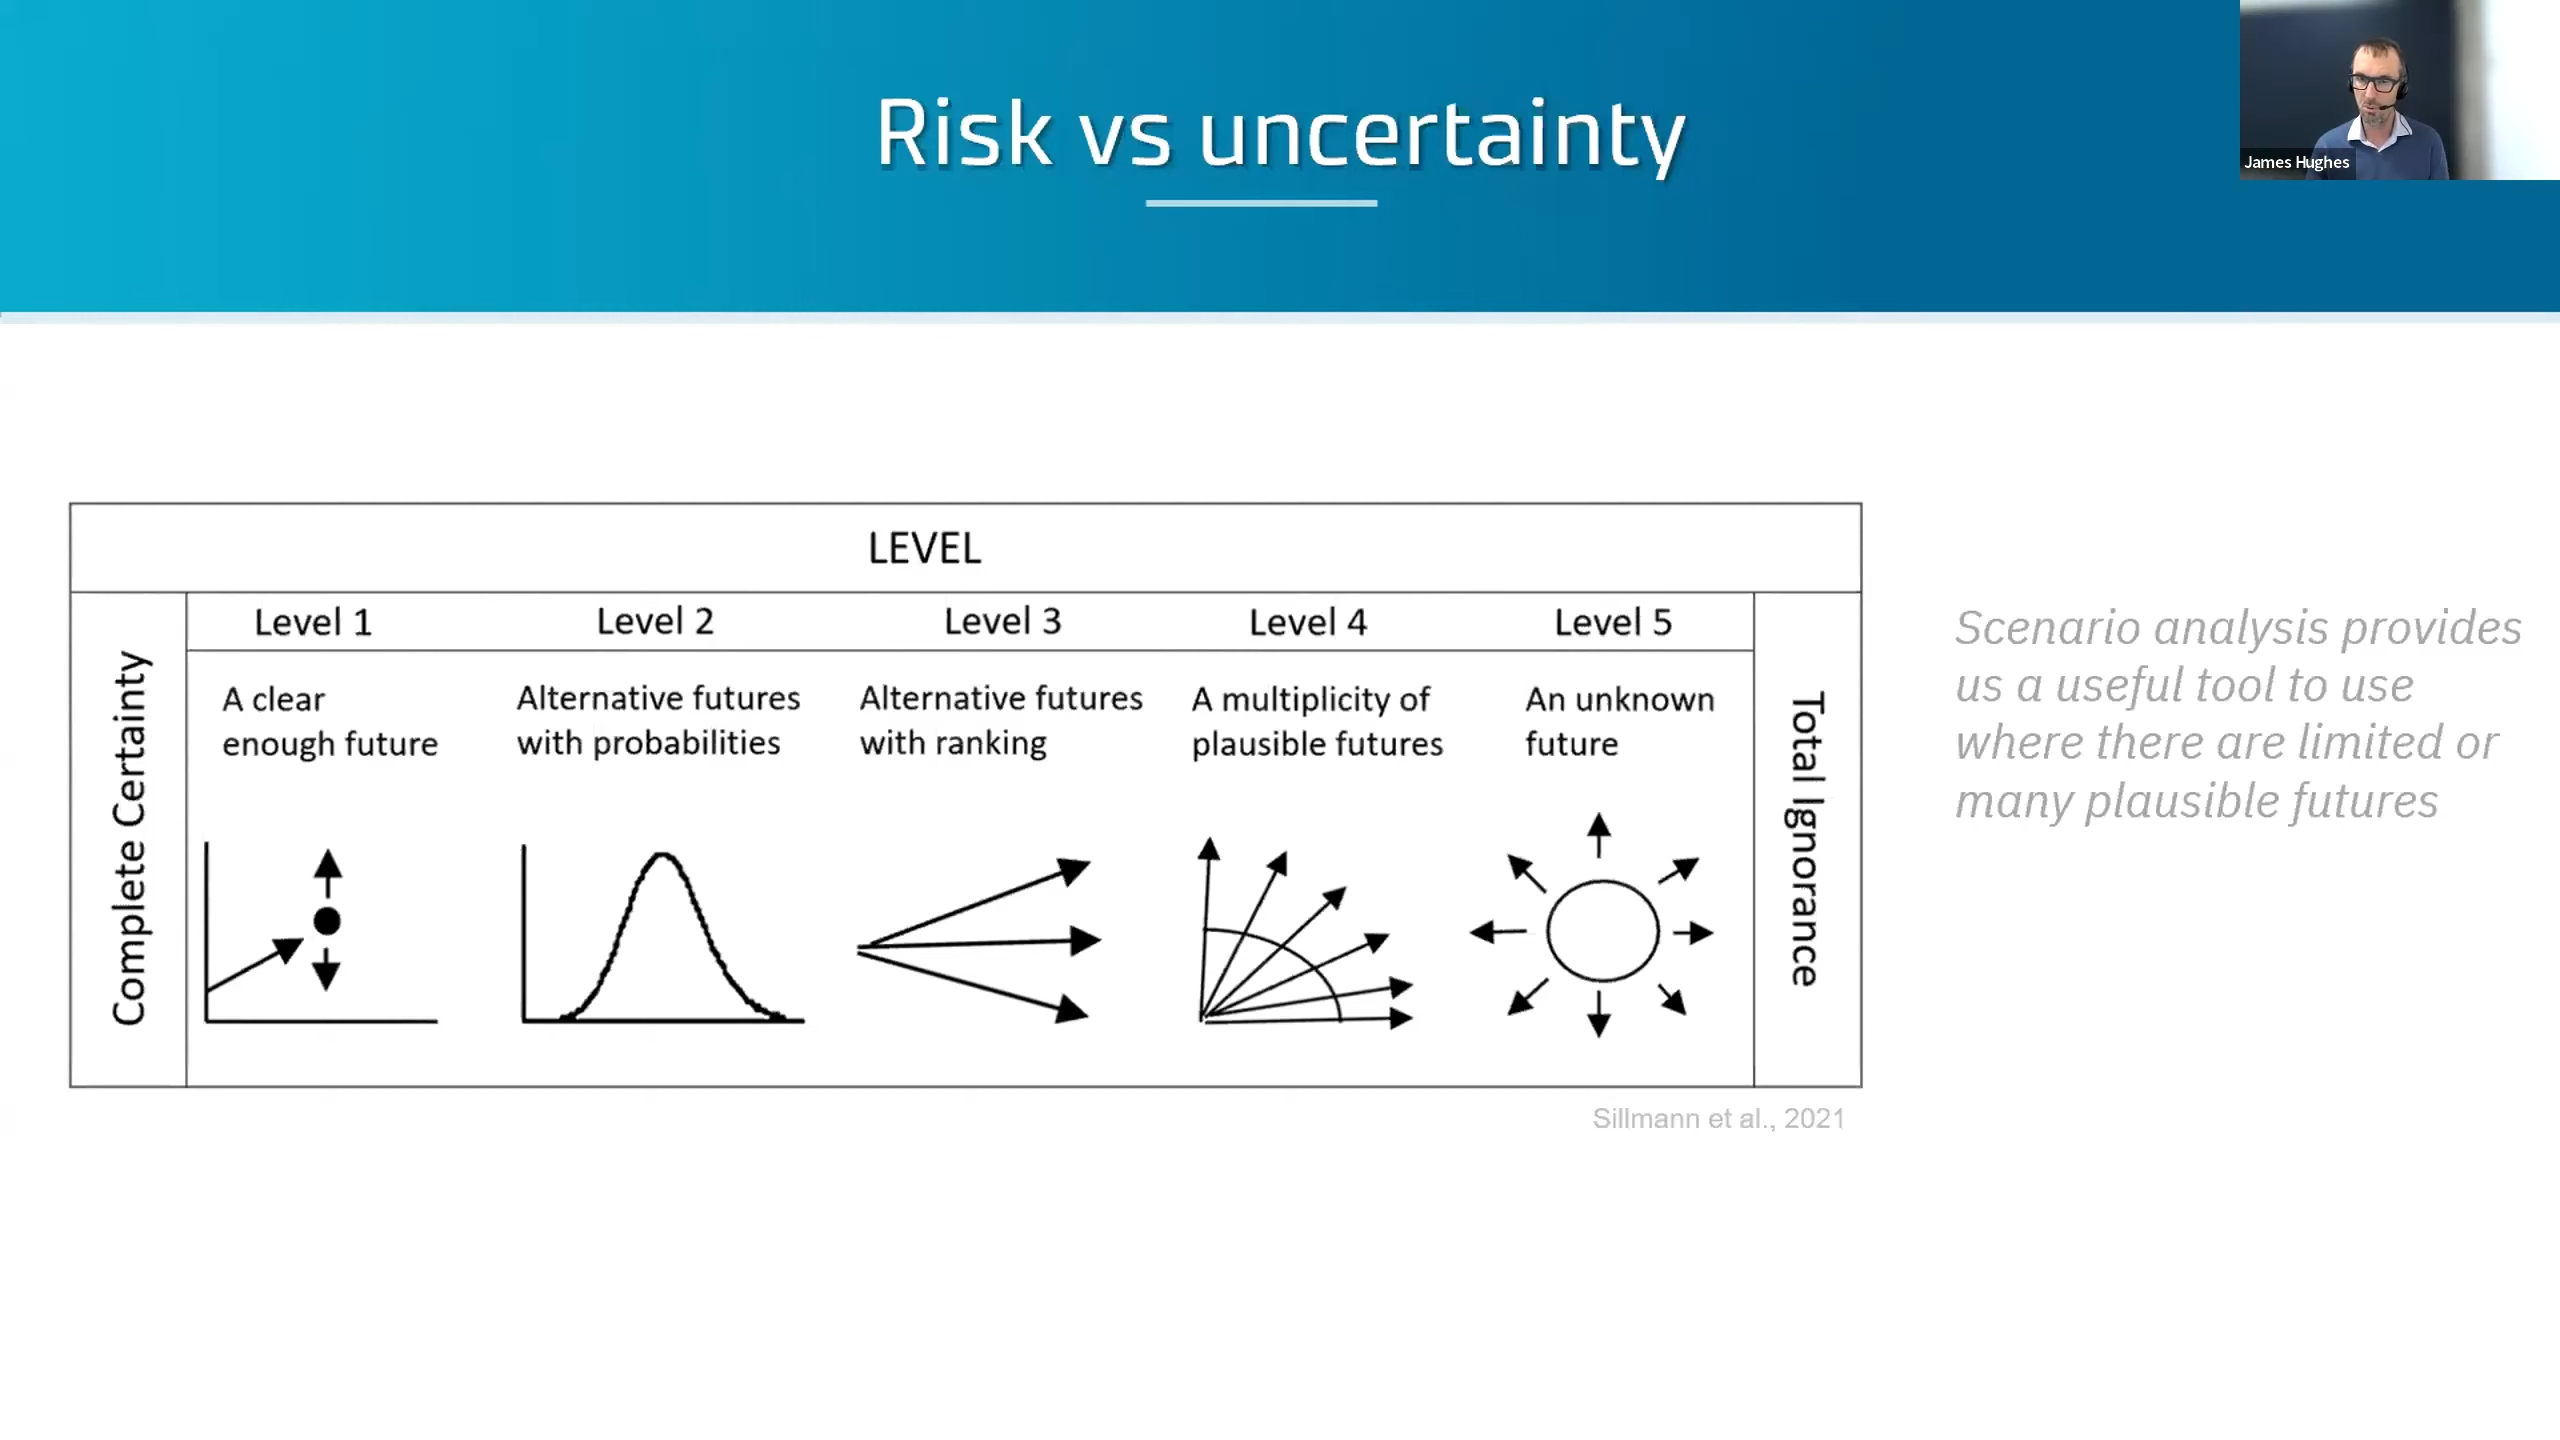 Risk vs uncertainty
James Hughes
LEVEL
Complete Certainty
Level 1
Level 2
Level 3
Level 4
Level 5
A clear
enough future
Alternative futures
with probabilities
Alternative futures
with ranking
A multiplicity of
plausible futures
An unknown
future
Total Ignorance
Scenario analysis provides
us a useful tool to use
where there are limited or
many plausible futures
Sillmann et al., 2021